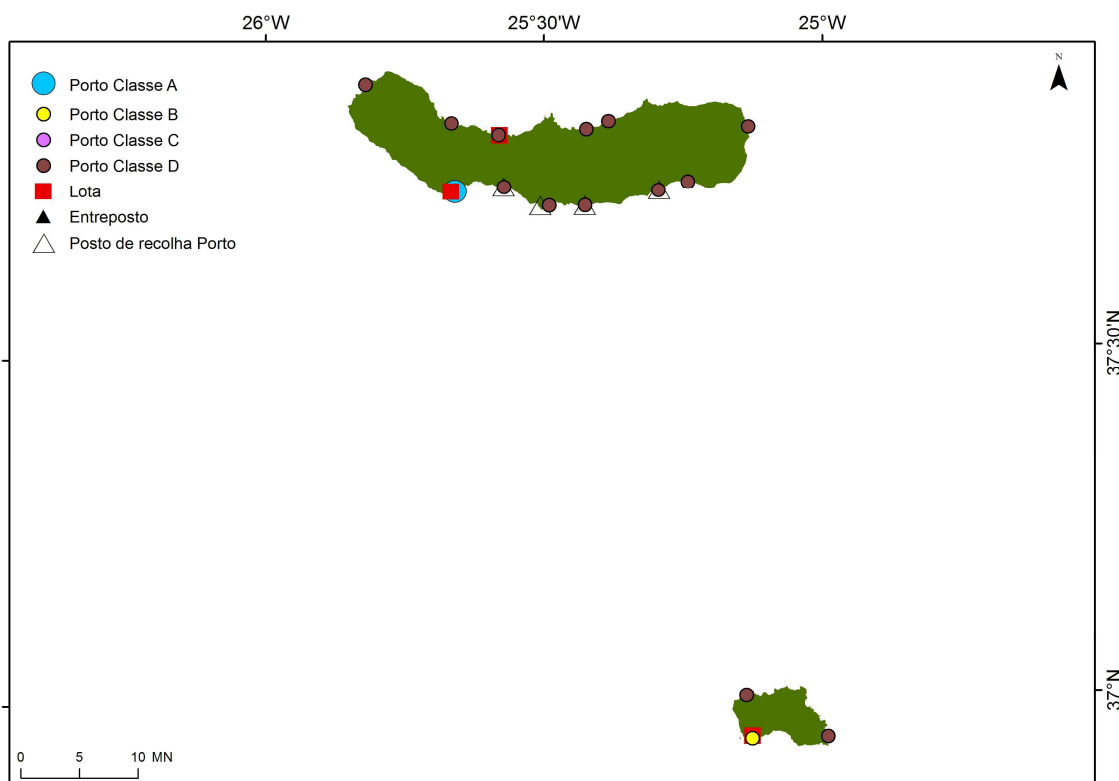 26°W 25°30'W 25°W
N
Porto Classe A
Porto Classe B
Porto Classe C
Porto Classe D
Lota
Entreposto
Posto de recolha Porto
37°30'N
37°N
0 5 10 MN